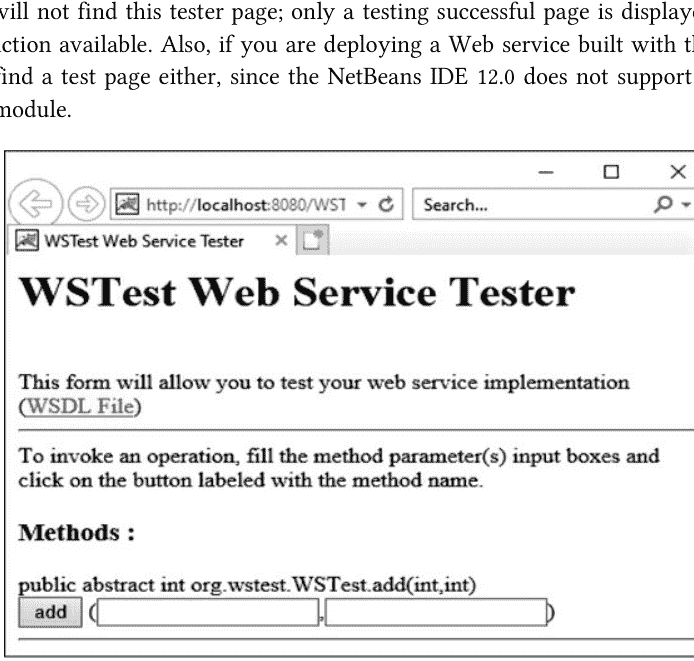 will not find this tester page; only a testing successful page is displaye
ction available. Also, if you are deploying a Web service built with th
find a test page either, since the NetBeans IDE 12.0 does not support
module.
http://localhost:8080/WST
Search...
WSTest Web Service Tester
WSTest Web Service Tester
This form will allow you to test your web service implementation
(WSDL File)
To invoke an operation, fill the method parameter(s) input boxes and
click on the button labeled with the method name.
Methods :
public abstract int org.wstest.WSTest.add(int,int)
add ( , )